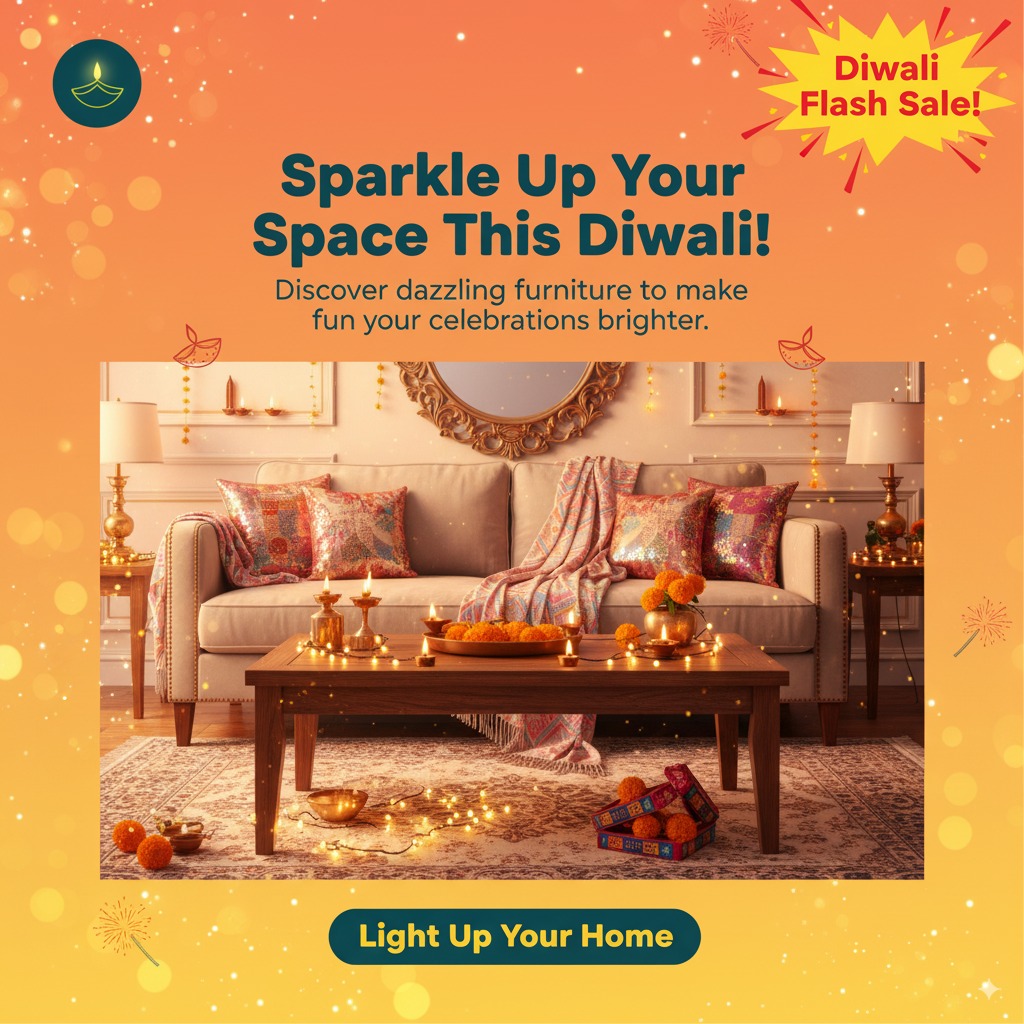 Diwali
Flash Sale!
Sparkle Up Your
Space This Diwali!
Discover dazzling furniture to make
fun your celebrations brighter.
Light Up Your Home